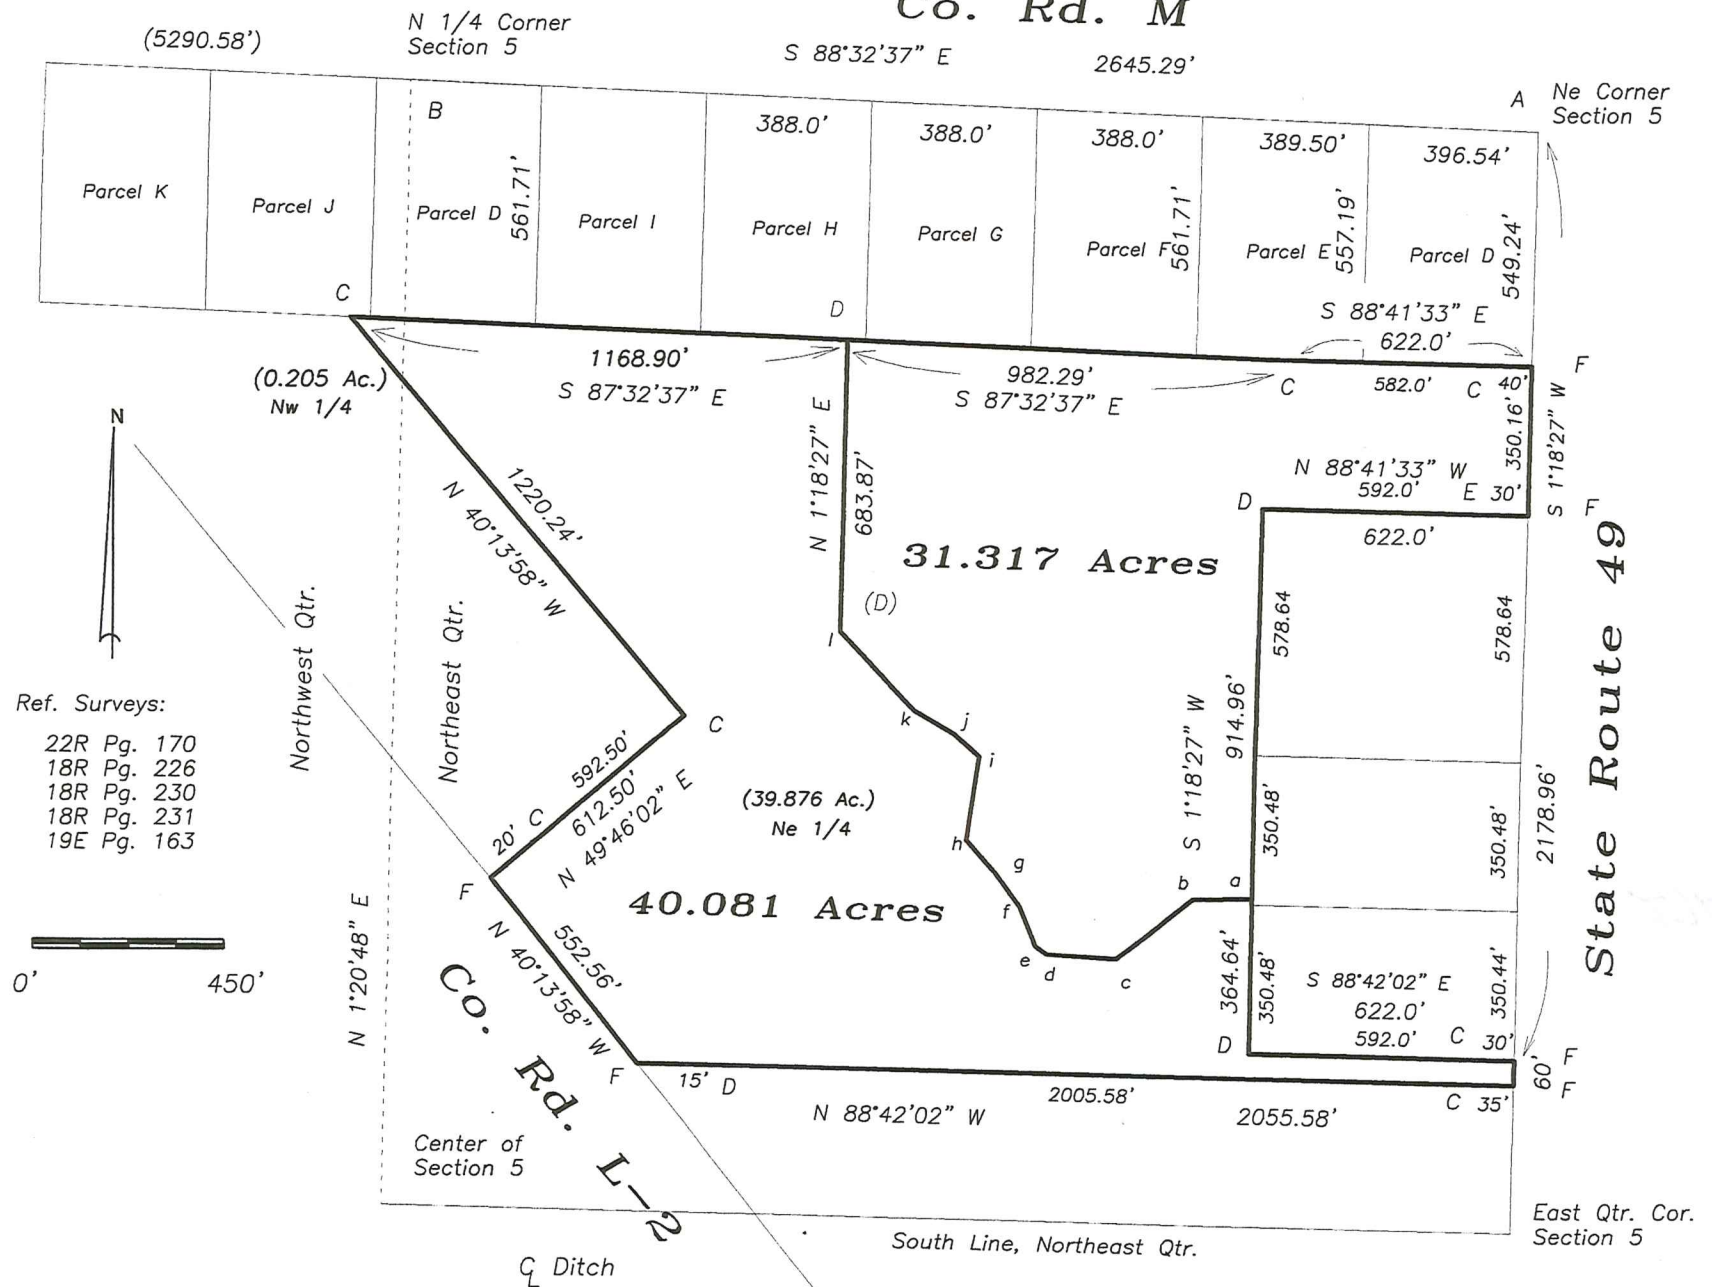 Co. Rd. M
N 1/4 Corner
Section 5
(5290.58')
S 88°32'37" E 2645.29'
A
Ne Corner
Section 5
B
388.0' 388.0' 388.0' 389.50' 396.54'
Parcel K
Parcel J
Parcel D
561.71'
Parcel I
Parcel H
Parcel G
Parcel F
561.71'
Parcel E
557.19'
Parcel D
549.24'
C
D
S 88°41'33" E
622.0'
F
1168.90'
S 87°32'37" E
982.29'
S 87°32'37" E
C 582.0' C 40'
(0.205 Ac.)
Nw 1/4
N
N 1°18'27" E
683.87'
350.16'
S 1°18'27" W
N 88°41'33" W
592.0' E 30'
D
F
622.0'
1220.24'
N 40°13'58" W
31.317 Acres
(D)
l
k
j
i
h
g
f
e
d
c
b
a
578.64
578.64
State Route 49
Northwest Qtr.
Northeast Qtr.
Ref. Surveys:
22R Pg. 170
18R Pg. 226
18R Pg. 230
18R Pg. 231
19E Pg. 163
C
592.50'
612.50'
N 49°46'02" E
20' C
F
(39.876 Ac.)
Ne 1/4
S 1°18'27" W
914.96'
350.48'
350.48'
2178.96'
40.081 Acres
N 1°20'48" E
0' 450'
552.56'
N 40°13'58" W
364.64'
350.48'
350.44'
S 88°42'02" E
622.0'
592.0' C 30'
D
F
60'
F
F
15' D
N 88°42'02" W
2005.58'
2055.58'
C 35'
Co. Rd. L-2
Center of
Section 5
East Qtr. Cor.
Section 5
South Line, Northeast Qtr.
℄ Ditch